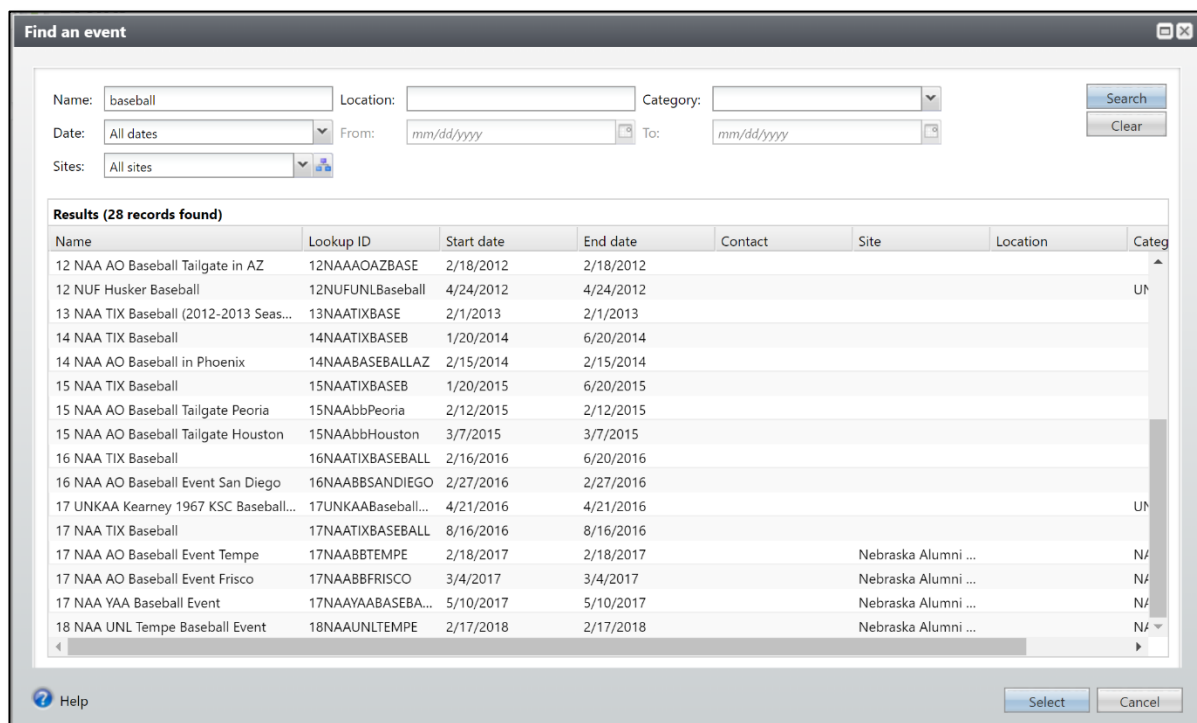 Find an event
Name: baseball Location: Category: Search
Date: All dates From: mm/dd/yyyy To: mm/dd/yyyy Clear
Sites: All sites
Results (28 records found)
Name Lookup ID Start date End date Contact Site Location Categ
12 NAA AO Baseball Tailgate in AZ 12NAAAOAZBASE 2/18/2012 2/18/2012
12 NUF Husker Baseball 12NUFUNLBaseball 4/24/2012 4/24/2012 UN
13 NAA TIX Baseball (2012-2013 Seas... 13NAATIXBASE 2/1/2013 2/1/2013
14 NAA TIX Baseball 14NAATIXBASEB 1/20/2014 6/20/2014
14 NAA AO Baseball in Phoenix 14NAABASEBALLAZ 2/15/2014 2/15/2014
15 NAA TIX Baseball 15NAATIXBASEB 1/20/2015 6/20/2015
15 NAA AO Baseball Tailgate Peoria 15NAAbbPeoria 2/12/2015 2/12/2015
15 NAA AO Baseball Tailgate Houston 15NAAbbHouston 3/7/2015 3/7/2015
16 NAA TIX Baseball 16NAATIXBASEBALL 2/16/2016 6/20/2016
16 NAA AO Baseball Event San Diego 16NAABBSANDIEGO 2/27/2016 2/27/2016
17 UNKAA Kearney 1967 KSC Baseball... 17UNKAABaseball... 4/21/2016 4/21/2016 UN
17 NAA TIX Baseball 17NAATIXBASEBALL 8/16/2016 8/16/2016
17 NAA AO Baseball Event Tempe 17NAABBTEMPE 2/18/2017 2/18/2017 Nebraska Alumni ... NA
17 NAA AO Baseball Event Frisco 17NAABBFRISCO 3/4/2017 3/4/2017 Nebraska Alumni ... NA
17 NAA YAA Baseball Event 17NAAYAABASEBA... 5/10/2017 5/10/2017 Nebraska Alumni ... NA
18 NAA UNL Tempe Baseball Event 18NAAUNLTEMPE 2/17/2018 2/17/2018 Nebraska Alumni ... NA
Help Select Cancel